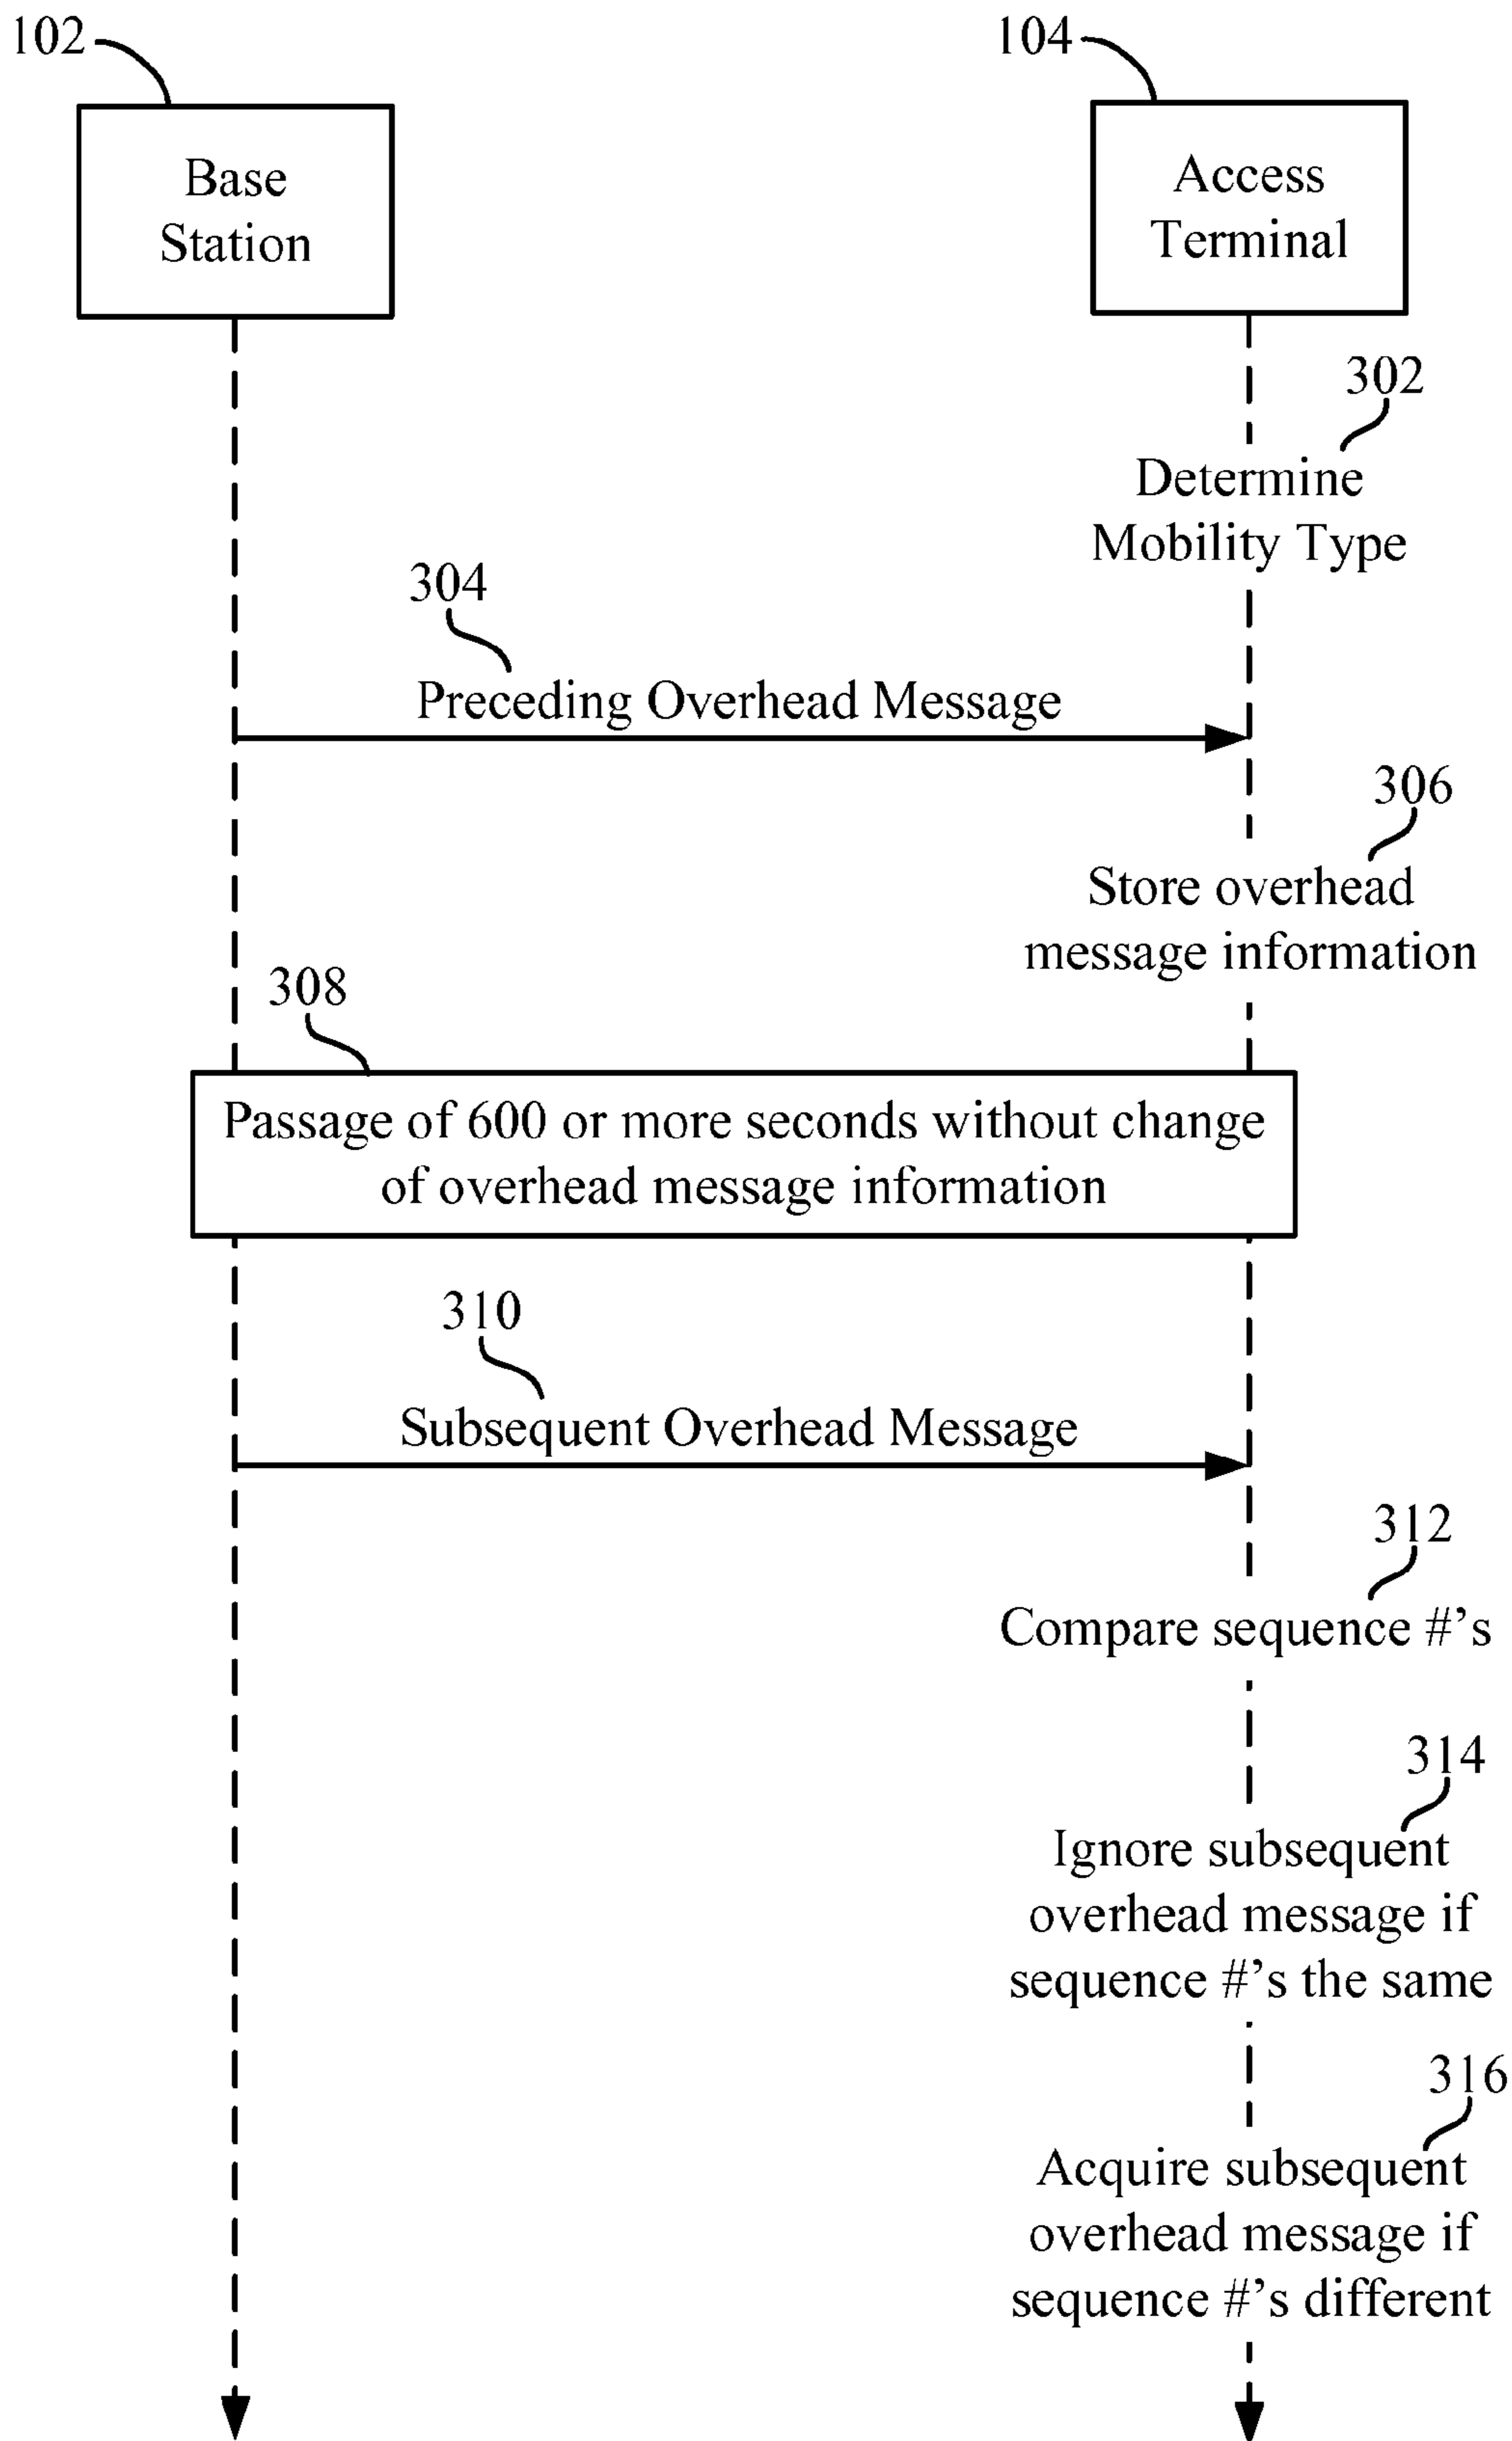 102
104
Base
Station
Access
Terminal
302
Determine
Mobility Type
304
Preceding Overhead Message
306
Store overhead
message information
308
Passage of 600 or more seconds without change
of overhead message information
310
Subsequent Overhead Message
312
Compare sequence #’s
314
Ignore subsequent
overhead message if
sequence #’s the same
316
Acquire subsequent
overhead message if
sequence #’s different